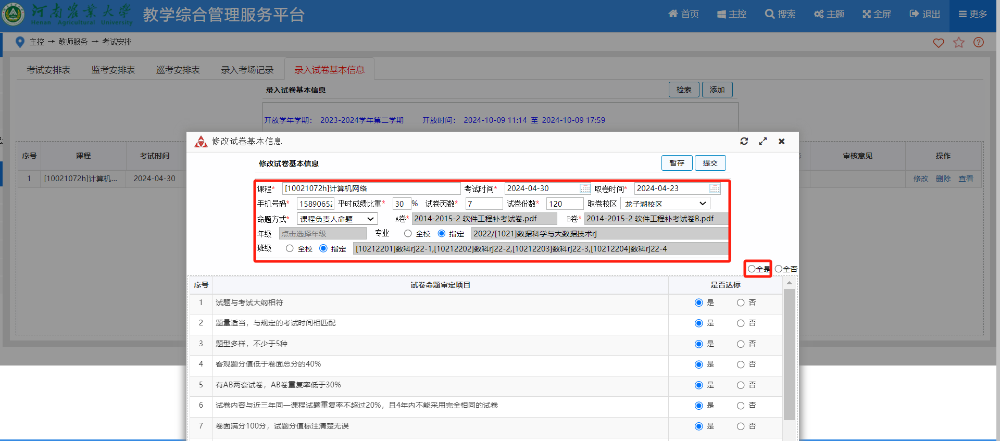 河南农业大学
Henan Agricultural University
教学综合管理服务平台
首页 主控 搜索 主题 全屏 退出 更多
主控 → 教师服务 → 考试安排
考试安排表 监考安排表 巡考安排表 录入考场记录 录入试卷基本信息
录入试卷基本信息 检索 添加
开放学年学期： 2023-2024学年第二学期 开放时间： 2024-10-09 11:14 至 2024-10-09 17:59
序号 课程 考试时间 审核意见 操作
1 [10021072h]计算机... 2024-04-30 修改 删除 查看
修改试卷基本信息
修改试卷基本信息 暂存 提交
课程* [10021072h]计算机网络 考试时间* 2024-04-30 取卷时间* 2024-04-23
手机号码* 1589065 平时成绩比重* 30 % 试卷页数* 7 试卷份数* 120 取卷校区 龙子湖校区
命题方式* 课程负责人命题 A卷* 2014-2015-2 软件工程补考试卷.pdf B卷* 2014-2015-2 软件工程补考试卷B.pdf
年级 点击选择年级 专业 全校 指定 2022/[1021]数据科学与大数据技术rj
班级 全校 指定 [10212201]数科rj22-1,[10212202]数科rj22-2,[10212203]数科rj22-3,[10212204]数科rj22-4
全是 全否
序号 试卷命题审定项目 是否达标
1 试题与考试大纲相符 是 否
2 题量适当，与规定的考试时间相匹配 是 否
3 题型多样，不少于5种 是 否
4 客观题分值低于卷面总分的40% 是 否
5 有AB两套试卷，AB卷重复率低于30% 是 否
6 试卷内容与近三年同一课程试题重复率不超过20%，且4年内不能采用完全相同的试卷 是 否
7 卷面满分100分，试题分值标注清楚无误 是 否